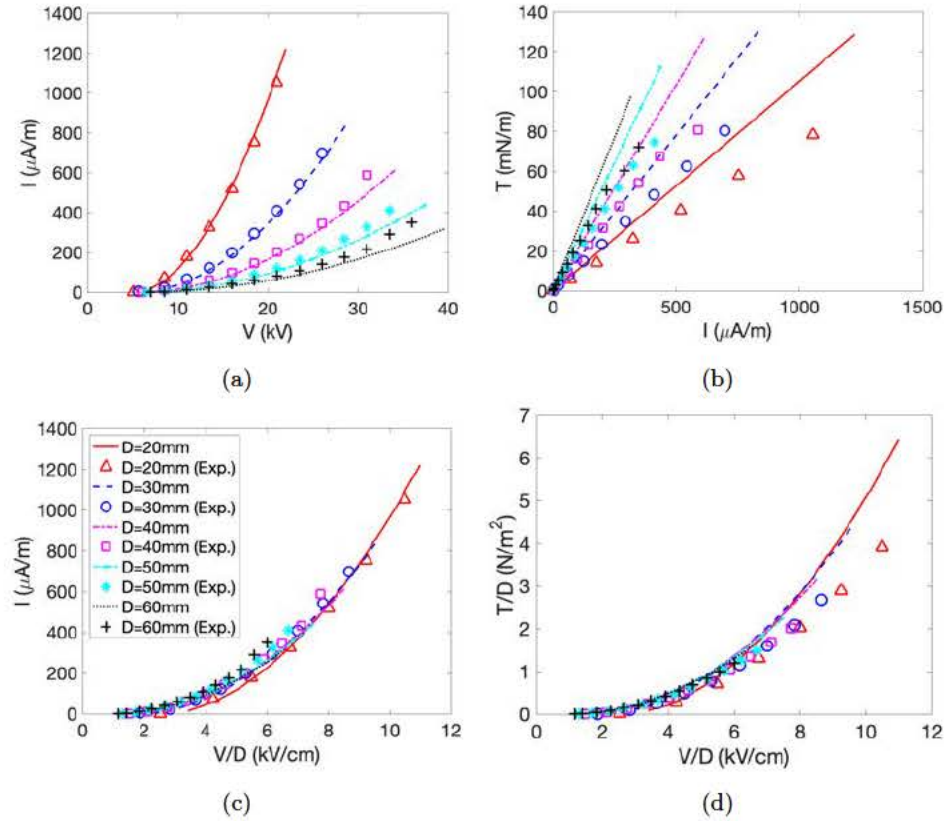 1400
1200
1000
800
600
400
200
0
I (μA/m)
0 10 20 30 40
V (kV)
(a)
140
120
100
80
60
40
20
0
T (mN/m)
0 500 1000 1500
I (μA/m)
(b)
1400
1200
1000
800
600
400
200
0
I (μA/m)
D=20mm
D=20mm (Exp.)
D=30mm
D=30mm (Exp.)
D=40mm
D=40mm (Exp.)
D=50mm
D=50mm (Exp.)
D=60mm
D=60mm (Exp.)
0 2 4 6 8 10 12
V/D (kV/cm)
(c)
7
6
5
4
3
2
1
0
T/D (N/m²)
0 2 4 6 8 10 12
V/D (kV/cm)
(d)